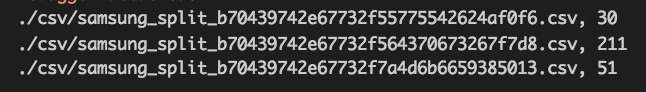 ./csv/samsung_split_b70439742e67732f55775542624af0f6.csv, 30
./csv/samsung_split_b70439742e67732f564370673267f7d8.csv, 211
./csv/samsung_split_b70439742e67732f7a4d6b6659385013.csv, 51